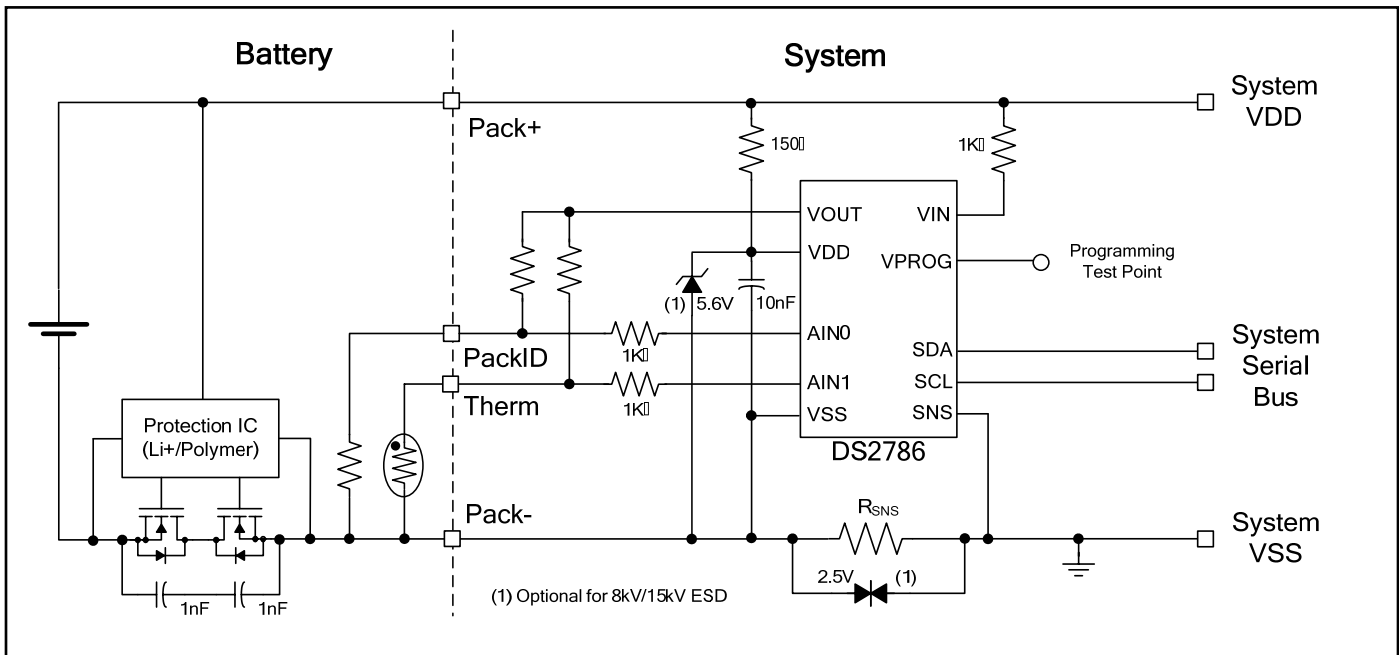 Battery
System
System
VDD
Pack+
150▯
1K▯
VOUT
VIN
VDD
VPROG
Programming
Test Point
(1)
5.6V
10nF
PackID
1K▯
AIN0
SDA
System
Serial
Bus
Therm
1K▯
AIN1
SCL
VSS
SNS
DS2786
Protection IC
(Li+/Polymer)
Pack-
RSNS
System
VSS
2.5V
(1)
1nF
1nF
(1) Optional for 8kV/15kV ESD